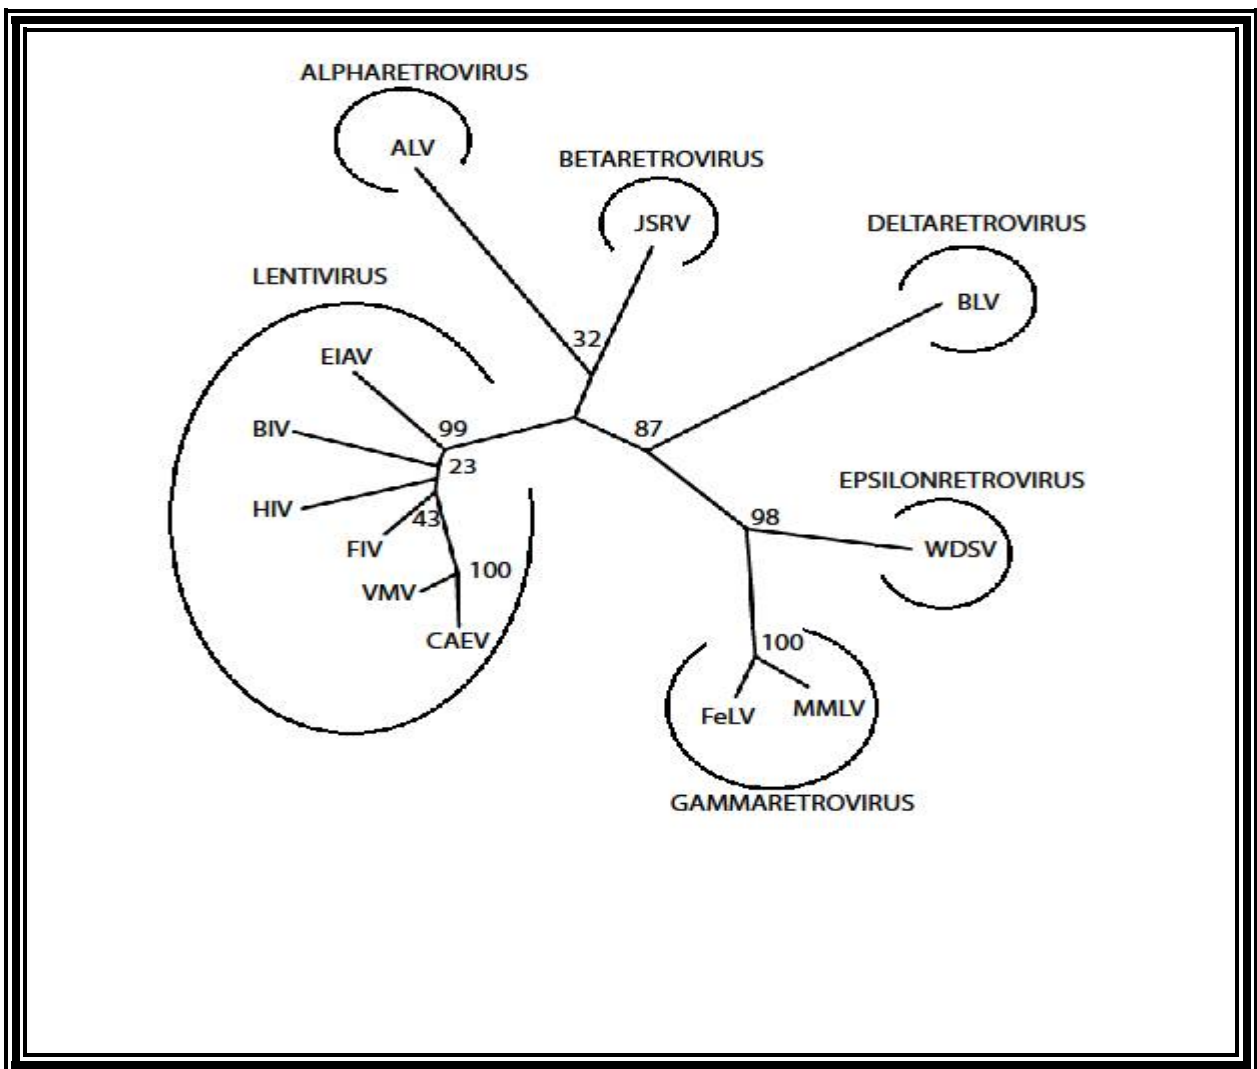 ALPHARETROVIRUS
ALV
BETARETROVIRUS
JSRV
DELTARETROVIRUS
BLV
LENTIVIRUS
32
EIAV
BIV
99
87
23
HIV
43
FIV
100
VMV
CAEV
EPSILONRETROVIRUS
98
WDSV
100
FeLV
MMLV
GAMMARETROVIRUS